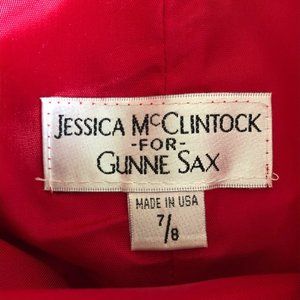 JESSICA MCCLINTOCK
-FOR-
GUNNE SAX
MADE IN USA
7/8